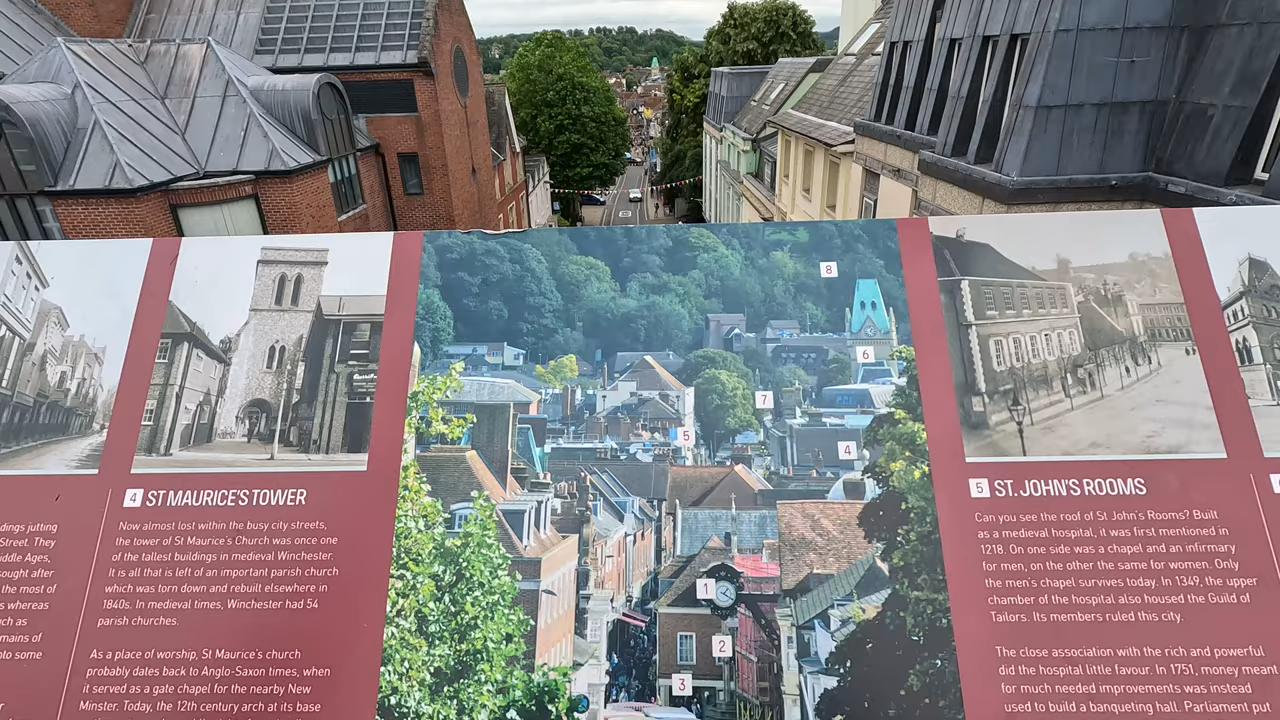 dings jutting
Street. They
iddle Ages,
ought after
the most of
s whereas
ch as
mains of
nto some
r
4 ST MAURICE'S TOWER
Now almost lost within the busy city streets,
the tower of St Maurice's Church was once one
of the tallest buildings in medieval Winchester.
It is all that is left of an important parish church
which was torn down and rebuilt elsewhere in
1840s. In medieval times, Winchester had 54
parish churches.
As a place of worship, St Maurice's church
probably dates back to Anglo-Saxon times, when
it served as a gate chapel for the nearby New
Minster. Today, the 12th century arch at its base
8
6
7
5
4
1
2
3
5 ST. JOHN'S ROOMS
Can you see the roof of St John's Rooms? Built
as a medieval hospital, it was first mentioned in
1218. On one side was a chapel and an infirmary
for men, on the other the same for women. Only
the men's chapel survives today. In 1349, the upper
chamber of the hospital also housed the Guild of
Tailors. Its members ruled this city.
The close association with the rich and powerful
did the hospital little favour. In 1751, money meant
for much needed improvements was instead
used to build a banqueting hall. Parliament put